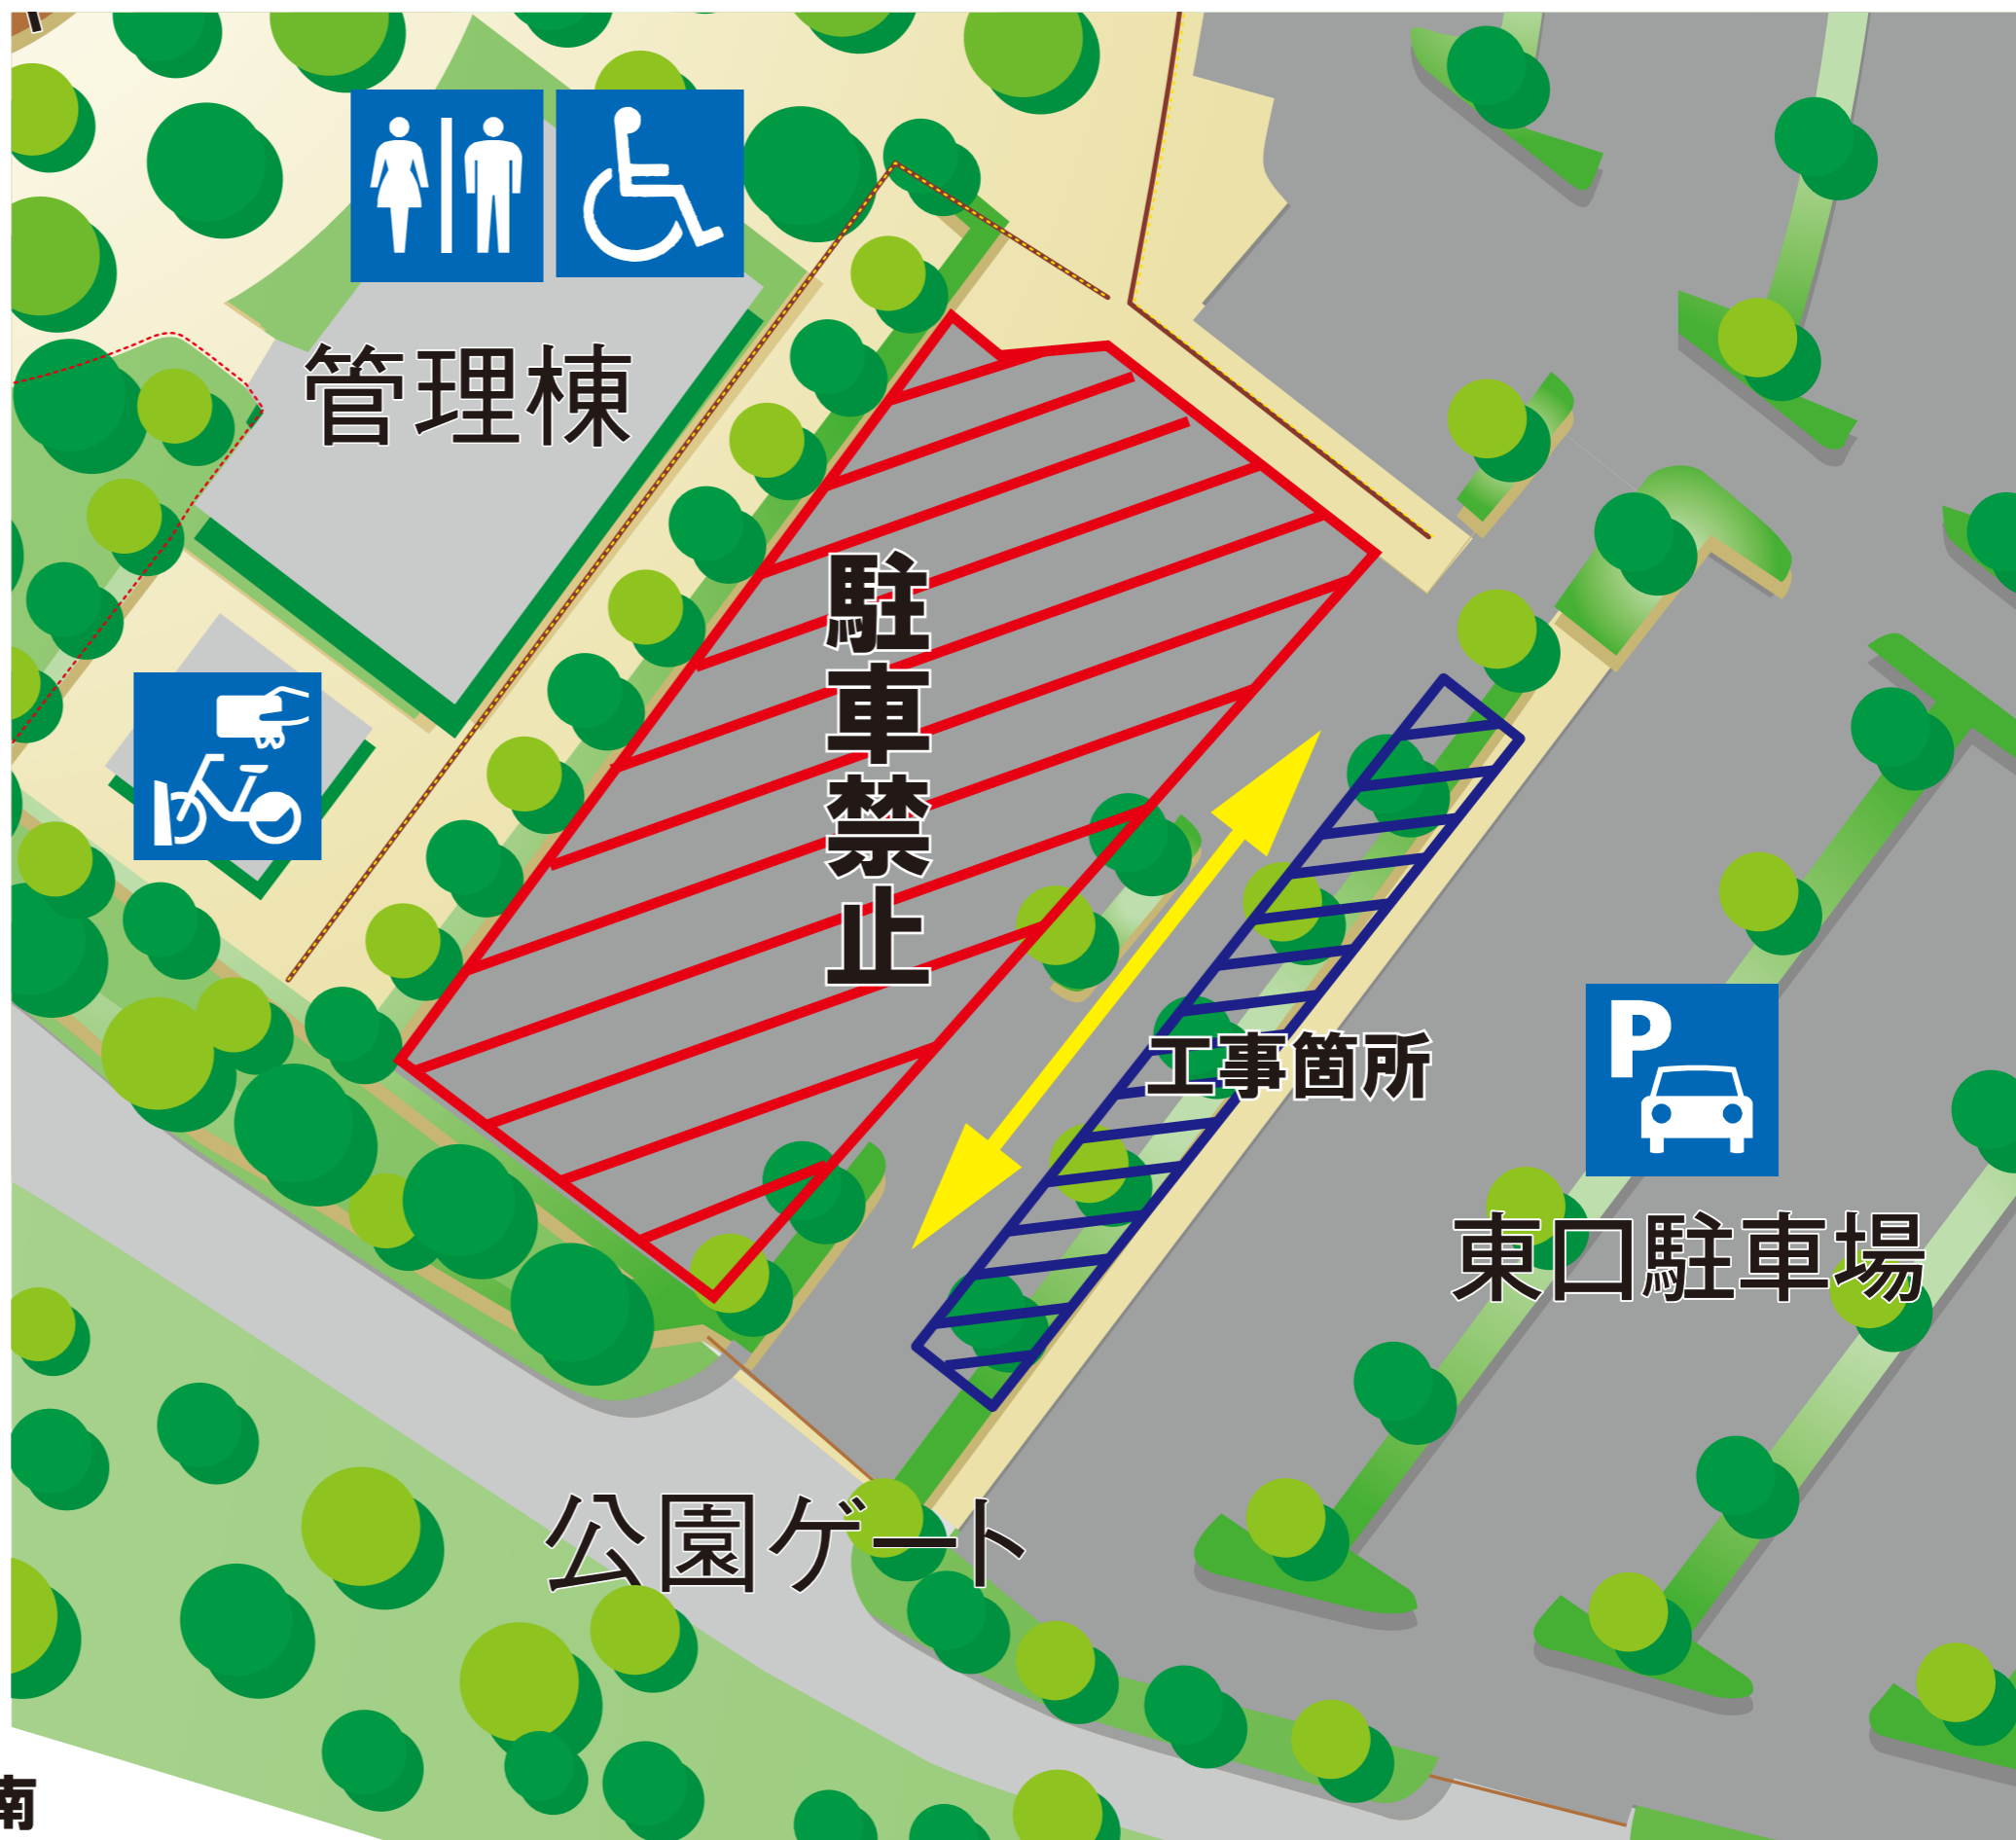 管理棟
駐車禁止
工事箇所
P
東口駐車場
公園ゲート
南